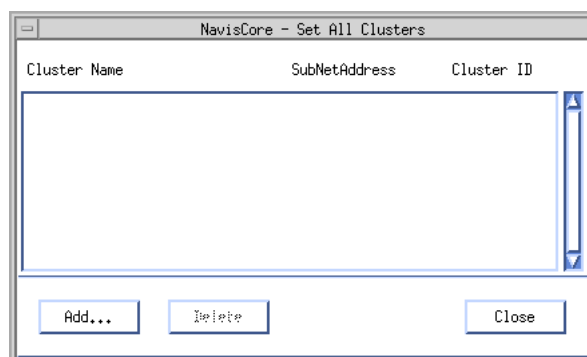 NavisCore - Set All Clusters
Cluster Name SubNetAddress Cluster ID
Add... Delete Close